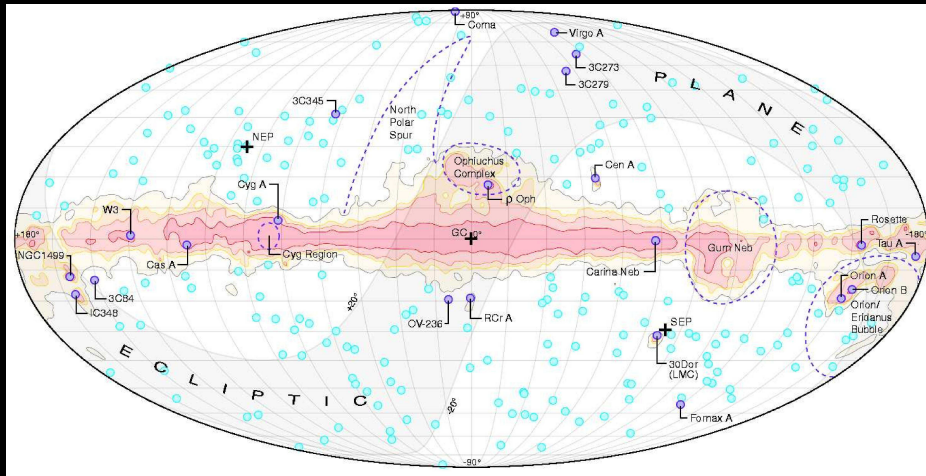 +90°
Coma
Virgo A
3C273
3C279
P L A N E
3C345
North
Polar
Spur
NEP
Ophiuchus
Complex
Cen A
ρ Oph
Cyg A
W3
Rosette
+180°
GC
0°
-180°
Tau A
NGC1499
Cas A
Cyg Region
Carina Neb
Gum Neb
Orion A
Orion B
3C84
IC348
+20°
OV-236
RCr A
SEP
Orion/
Eridanus
Bubble
30Dor
(LMC)
E C L I P T I C
-20°
Fornax A
-90°